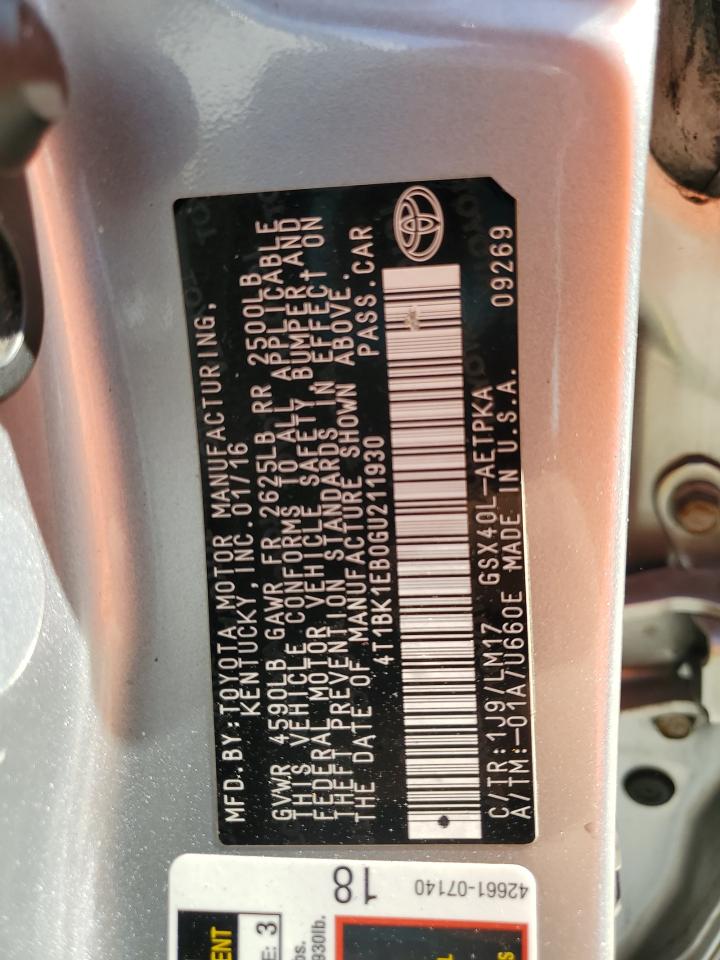 MFD.BY:TOYOTA MOTOR MANUFACTURING,
KENTUCKY, INC. 01/16
GVWR 4590LB GAWR FR 2625LB RR 2500LB
THIS VEHICLE CONFORMS TO ALL APPLICABLE
FEDERAL MOTOR VEHICLE SAFETY, BUMPER AND
THEFT PREVENTION STANDARDS IN EFFECT ON
THE DATE OF MANUFACTURE SHOWN ABOVE.
4T1BK1EB0GU211930 PASS.CAR
C/TR:1J9/LM17 GSX40L-AETPKA 09269
A/TM:-01A/U660E MADE IN U.S.A.
42661-07140
18
3
930lb.